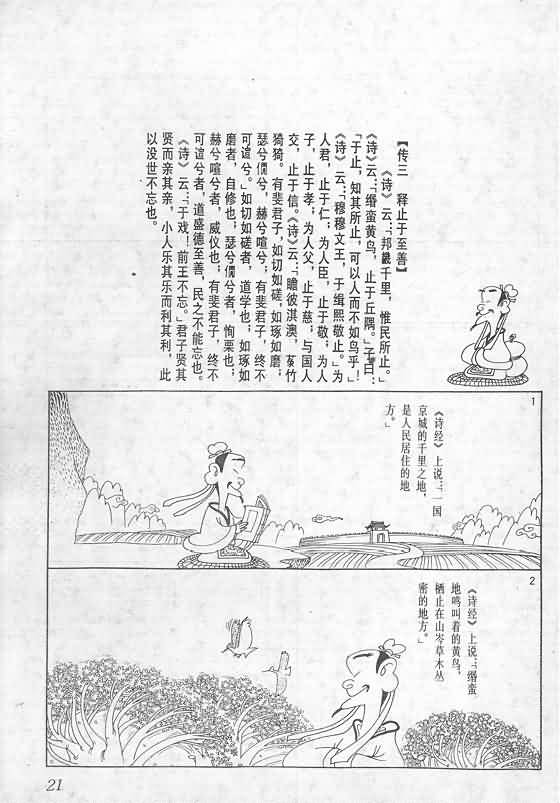 【传三　释止于至善】
《诗》云：“邦畿千里，惟民所止。”
《诗》云：“缗蛮黄鸟，止于丘隅。”子曰：
“于止，知其所止，可以人而不如鸟乎！”
《诗》云：“穆穆文王，于缉熙敬止。”为
人君，止于仁；为人臣，止于敬；为人
子，止于孝；为人父，止于慈；与国人
交，止于信。《诗》云：“瞻彼淇澳，菉竹
猗猗。有斐君子，如切如磋，如琢如磨；
瑟兮僩兮，赫兮喧兮；有斐君子，终不
可諠兮。”如切如磋者，道学也；如琢如
磨者，自修也；瑟兮僩兮者，恂栗也；
赫兮喧兮者，威仪也；有斐君子，终不
可諠兮者，道盛德至善，民之不能忘也。
《诗》云：“于戏！前王不忘。”君子贤其
贤而亲其亲，小人乐其乐而利其利，此
以没世不忘也。
1
《诗经》上说：“一国
京城的千里之地，
是人民居住的地
方。”
2
《诗经》上说：“缗蛮
地鸣叫着的黄鸟，
栖止在山岑草木丛
密的地方。”
21